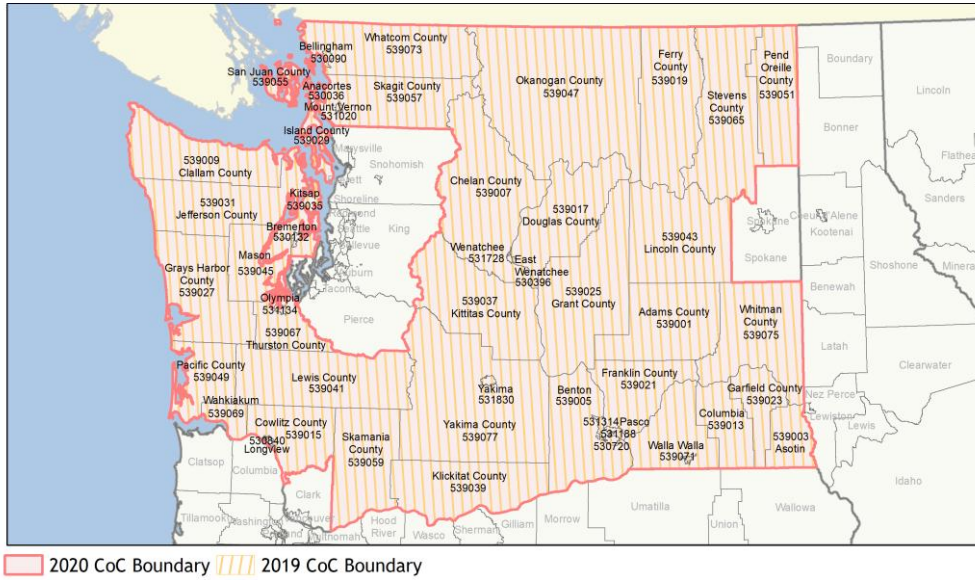 Whatcom County
539073
Bellingham
530090
San Juan County
539055
Anacortes
530036
Skagit County
539057
Mount Vernon
531020
Island County
539029
Okanogan County
539047
Ferry
County
539019
Stevens
County
539065
Pend
Oreille
County
539051
Boundary
Bonner
Lincoln
Flathea
Sanders
Marysville
Snohomish
Shoreline
Redmond
Seattle
King
Auburn
Tacoma
Pierce
539009
Clallam County
539031
Jefferson County
Kitsap
539035
Bremerton
530132
Mason
539045
Grays Harbor
County
539027
Olympia
531134
539067
Thurston County
Chelan County
539007
539017
Douglas County
Wenatchee
531728
East
Wenatchee
530396
539043
Lincoln County
Spokane
Spokane
Coeur d'Alene
Kootenai
Shoshone
Minera
Benewah
539037
Kittitas County
539025
Grant County
Adams County
539001
Whitman
County
539075
Latah
Clearwater
Nez Perce
Lewiston
Lewis
Idaho
Pacific County
539049
Lewis County
539041
Wahkiakum
539069
Cowlitz County
539015
530840
Longview
Skamania
County
539059
Yakima
531830
Yakima County
539077
Klickitat County
539039
Benton
539005
Franklin County
539021
531314
Pasco
531188
530720
Walla Walla
539071
Columbia
539013
Garfield County
539023
539003
Asotin
Clatsop
Columbia
Tillamook
Washington
Clark
Vancouver
Multnomah
Hood
River
Wasco
Sherman
Gilliam
Morrow
Umatilla
Union
Wallowa
2020 CoC Boundary
2019 CoC Boundary